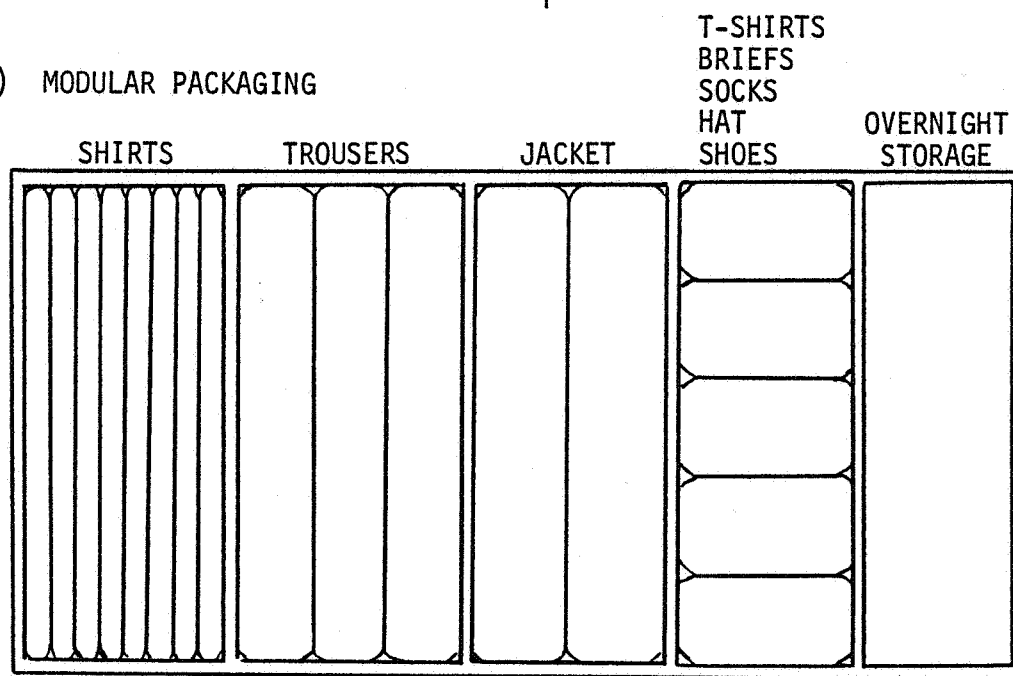 ) MODULAR PACKAGING
SHIRTS
TROUSERS
JACKET
T-SHIRTS
BRIEFS
SOCKS
HAT
SHOES
OVERNIGHT
STORAGE